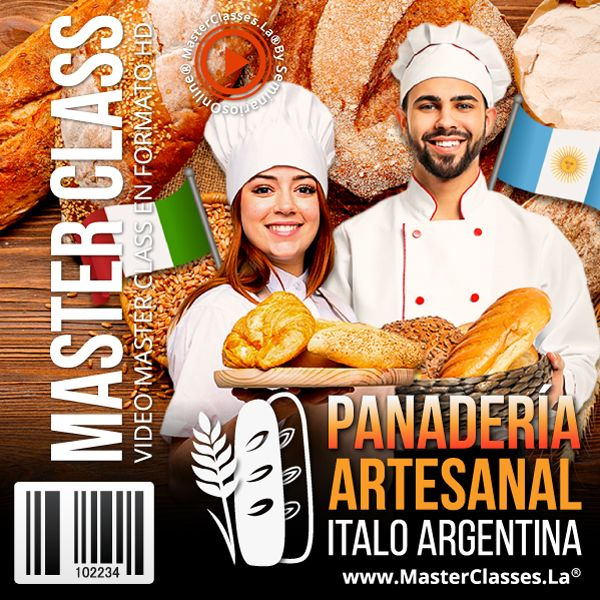 MASTER CLASS
VIDEO MASTER CLASS EN FORMATO HD
MasterClasses.La® By SeminariosOnline®
PANADERÍA
ARTESANAL
ITALO ARGENTINA
www.MasterClasses.La®
102234